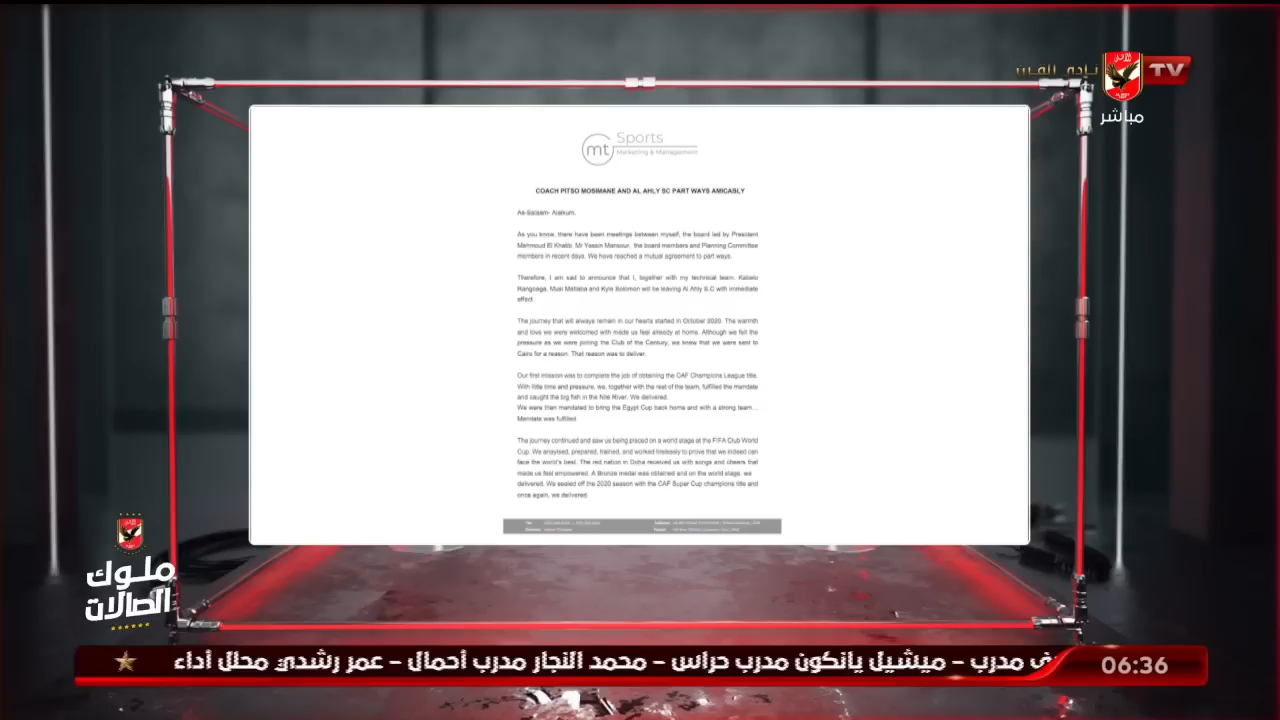 نادي القرن
TV
مباشر
mt
Sports
Marketing & Management
COACH PITSO MOSIMANE AND AL AHLY SC PART WAYS AMICABLY
As-Salaam- Alaikum,
As you know, there have been meetings between myself, the board led by President
Mahmoud El Khatib, Mr Yassin Mansour, the board members and Planning Committee
members in recent days. We have reached a mutual agreement to part ways.
Therefore, I am sad to announce that I, together with my technical team, Kabelo
Rangoaga, Musi Matlaba and Kyle Solomon will be leaving Al Ahly S.C with immediate
effect.
The journey that will always remain in our hearts started in October 2020. The warmth
and love we were welcomed with made us feel already at home. Although we felt the
pressure as we were joining the Club of the Century, we knew that we were sent to
Cairo for a reason. That reason was to deliver.
Our first mission was to complete the job of obtaining the CAF Champions League title.
With little time and pressure, we, together with the rest of the team, fulfilled the mandate
and caught the big fish in the Nile River. We delivered.
We were then mandated to bring the Egypt Cup back home and with a strong team...
Mandate was fulfilled.
The journey continued and saw us being placed on a world stage at the FIFA Club World
Cup. We anaylsed, prepared, trained, and worked tirelessly to prove that we indeed can
face the world's best. The red nation in Doha received us with songs and cheers that
made us feel empowered. A Bronze medal was obtained and on the world stage, we
delivered. We sealed off the 2020 season with the CAF Super Cup champions title and
once again, we delivered.
ملوك
الصالات
مدرب – ميشيل يانكون مدرب حراس – محمد النجار مدرب أحمال – عمر رشدي محلل أداء
06:36